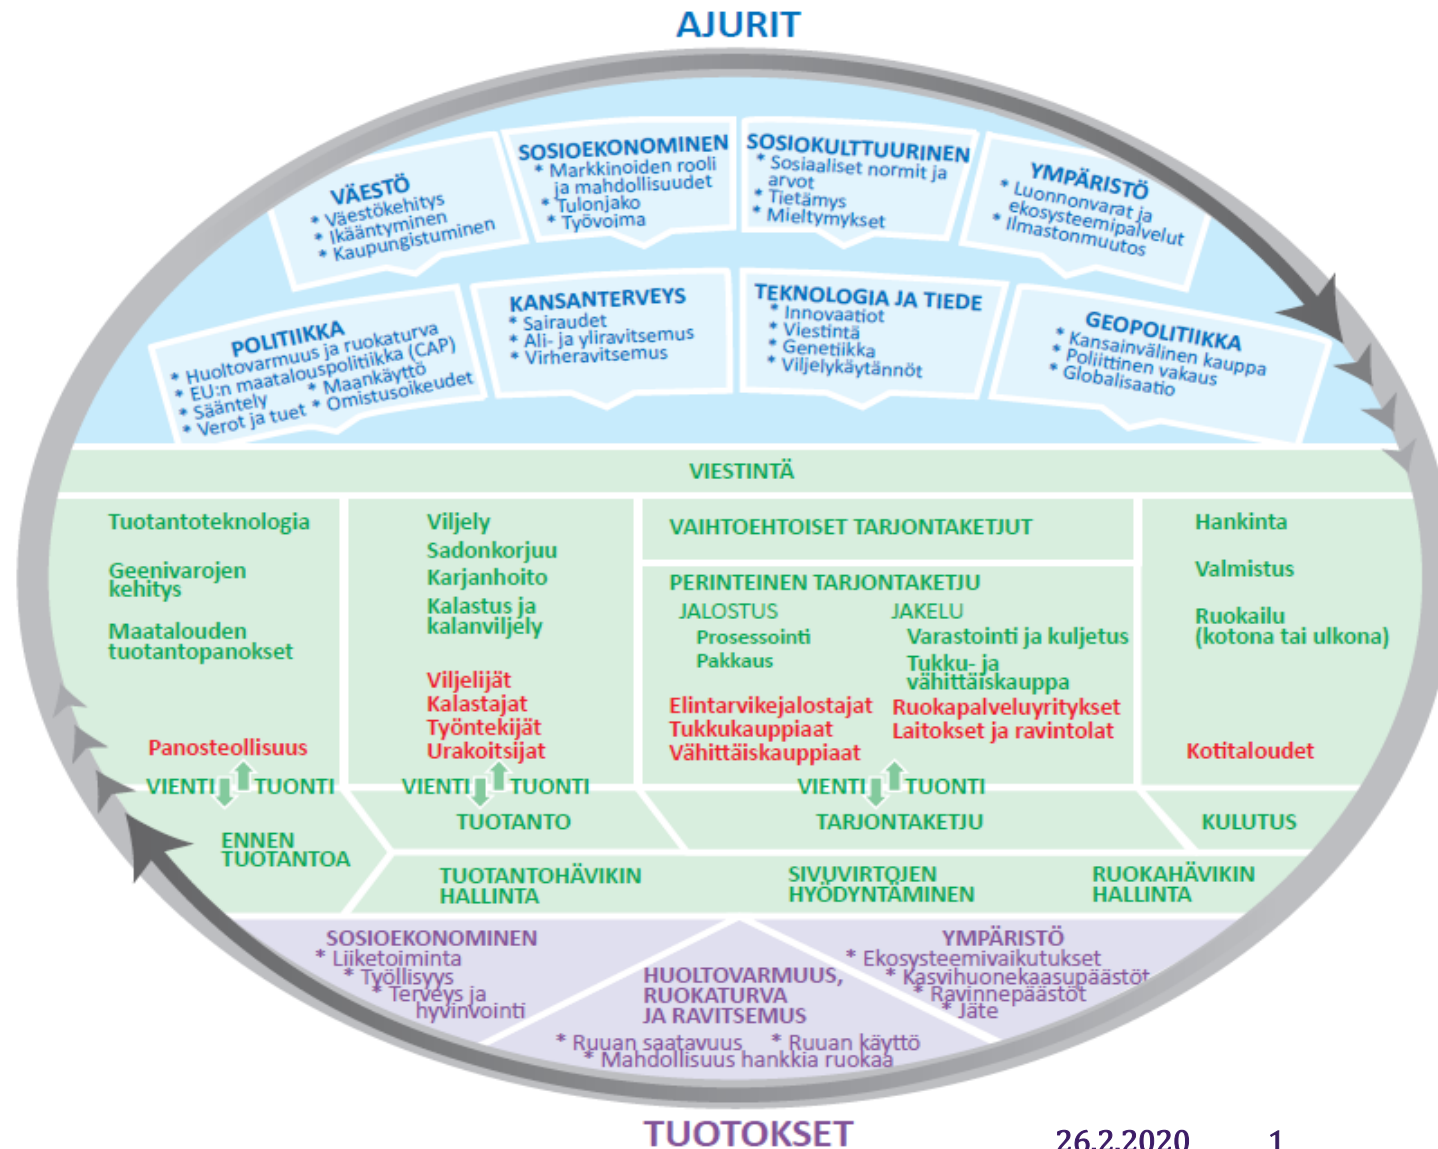 AJURIT
VÄESTÖ
* Väestökehitys
* Ikääntyminen
* Kaupungistuminen
SOSIOEKONOMINEN
* Markkinoiden rooli
ja mahdollisuudet
* Tulonjako
* Työvoima
SOSIOKULTTUURINEN
* Sosiaaliset normit ja
arvot
* Tietämys
* Mieltymykset
YMPÄRISTÖ
* Luonnonvarat ja
ekosysteemipalvelut
* Ilmastonmuutos
POLITIIKKA
* Huoltovarmuus ja ruokaturva
* EU:n maatalouspolitiikka (CAP)
* Sääntely * Maankäyttö
* Verot ja tuet * Omistusoikeudet
KANSANTERVEYS
* Sairaudet
* Ali- ja yliravitsemus
* Virheravitsemus
TEKNOLOGIA JA TIEDE
* Innovaatiot
* Viestintä
* Genetiikka
* Viljelykäytännöt
GEOPOLITIIKKA
* Kansainvälinen kauppa
* Poliittinen vakaus
* Globalisaatio
VIESTINTÄ
Tuotantoteknologia
Geenivarojen
kehitys
Maatalouden
tuotantopanokset
Panosteollisuus
VIENTI TUONTI
Viljely
Sadonkorjuu
Karjanhoito
Kalastus ja
kalanviljely
Viljelijät
Kalastajat
Työntekijät
Urakoitsijat
VIENTI TUONTI
VAIHTOEHTOISET TARJONTAKETJUT
PERINTEINEN TARJONTAKETJU
JALOSTUS
Prosessointi
Pakkaus
JAKELU
Varastointi ja kuljetus
Tukku- ja
vähittäiskauppa
Elintarvikejalostajat
Tukkukauppiaat
Vähittäiskauppiaat
Ruokapalveluyritykset
Laitokset ja ravintolat
VIENTI TUONTI
Hankinta
Valmistus
Ruokailu
(kotona tai ulkona)
Kotitaloudet
ENNEN
TUOTANTOA
TUOTANTO
TARJONTAKETJU
KULUTUS
TUOTANTOHÄVIKIN
HALLINTA
SIVUVIRTOJEN
HYÖDYNTÄMINEN
RUOKAHÄVIKIN
HALLINTA
SOSIOEKONOMINEN
* Liiketoiminta
* Työllisyys
* Terveys ja
hyvinvointi
HUOLTOVARMUUS,
RUOKATURVA
JA RAVITSEMUS
* Ruuan saatavuus * Ruuan käyttö
* Mahdollisuus hankkia ruokaa
YMPÄRISTÖ
* Ekosysteemivaikutukset
* Kasvihuonekaasupäästöt
* Ravinnepäästöt
* Jäte
TUOTOKSET
26.2.2020 1